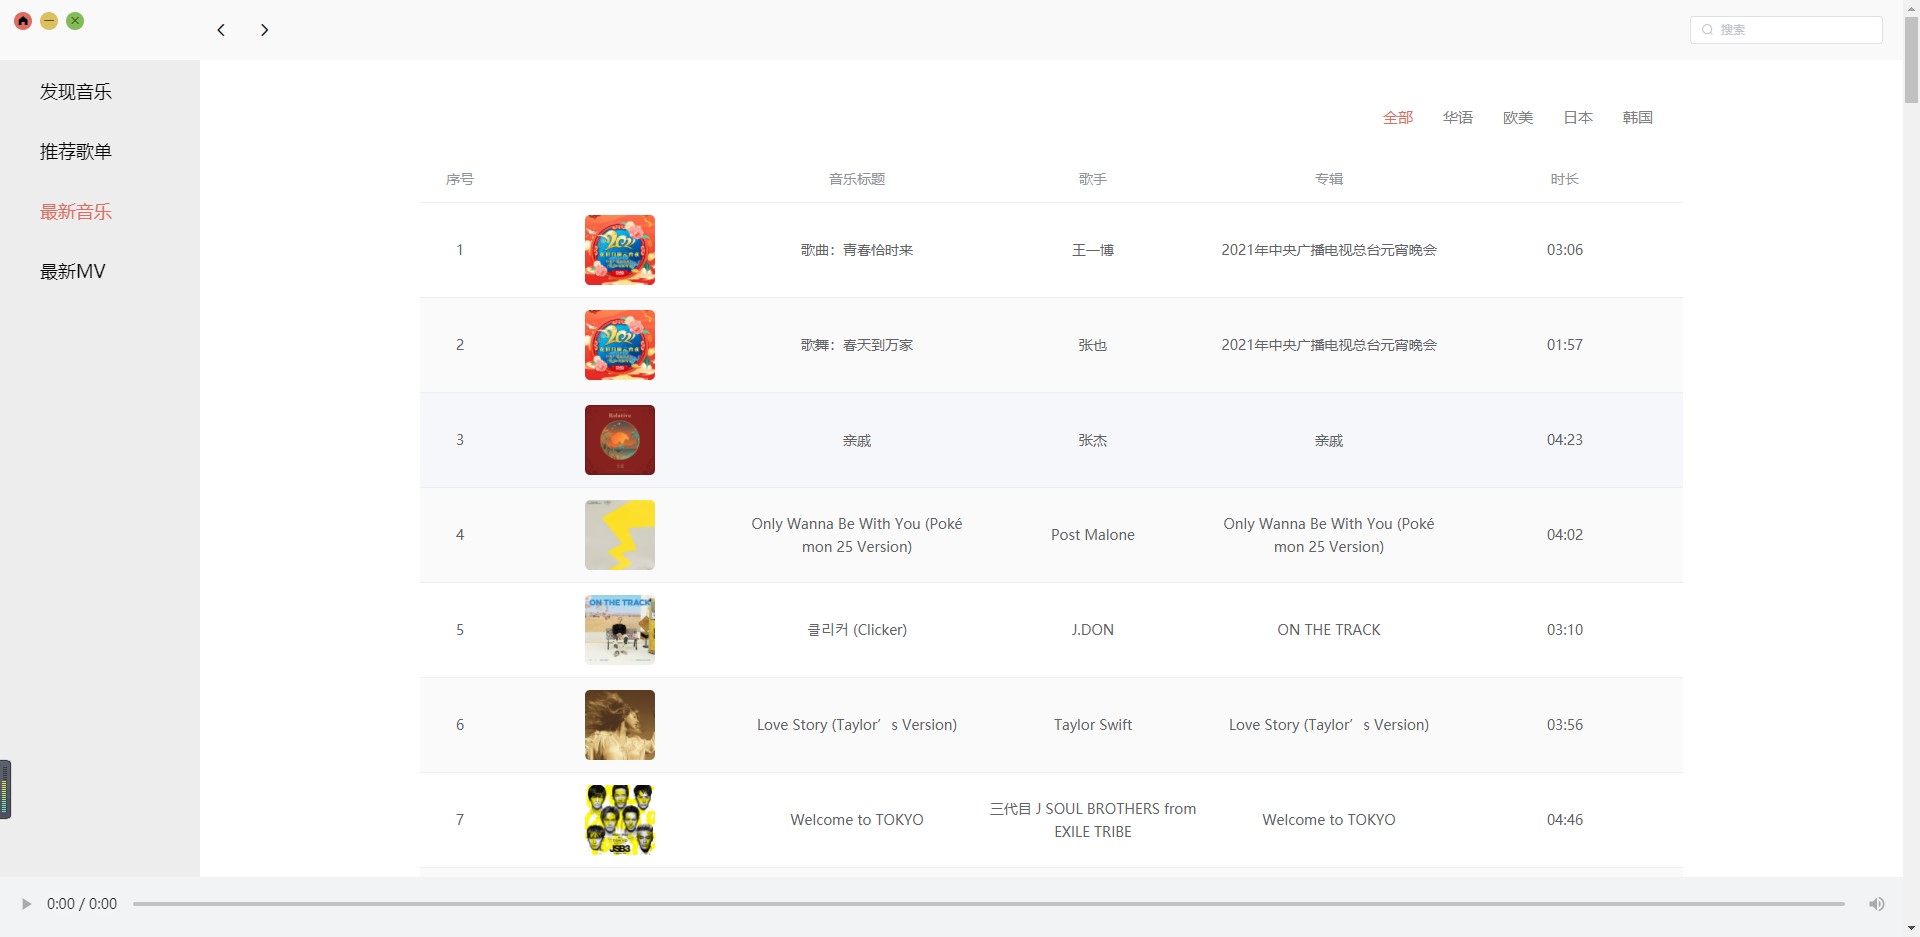 搜索
发现音乐
推荐歌单
最新音乐
最新MV
全部 华语 欧美 日本 韩国
序号 音乐标题 歌手 专辑 时长
1 歌曲：青春恰时来 王一博 2021年中央广播电视总台元宵晚会 03:06
2 歌舞：春天到万家 张也 2021年中央广播电视总台元宵晚会 01:57
Relative
3 亲戚 张杰 亲戚 04:23
Only Wanna Be With You (Poké
mon 25 Version)
4 Post Malone
Only Wanna Be With You (Poké
mon 25 Version)
04:02
ON THE TRACK
5 클리커 (Clicker) J.DON ON THE TRACK 03:10
6 Love Story (Taylor’s Version) Taylor Swift Love Story (Taylor’s Version) 03:56
7 Welcome to TOKYO
三代目 J SOUL BROTHERS from
EXILE TRIBE
Welcome to TOKYO 04:46
JSB3
0:00 / 0:00